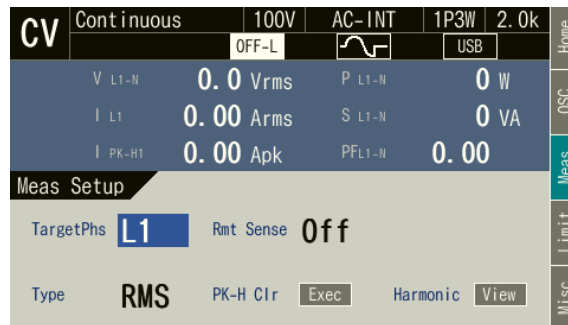 CV Continuous 100V AC-INT 1P3W 2.0k
OFF-L USB
V L1-N 0.0 Vrms P L1-N 0 W
I L1 0.00 Arms S L1-N 0 VA
I PK-H1 0.00 Apk PFL1-N 0.00
Meas Setup
TargetPhs L1 Rmt Sense Off
Type RMS PK-H Clr Exec Harmonic View
Home
OSC
Meas
Limit
Misc